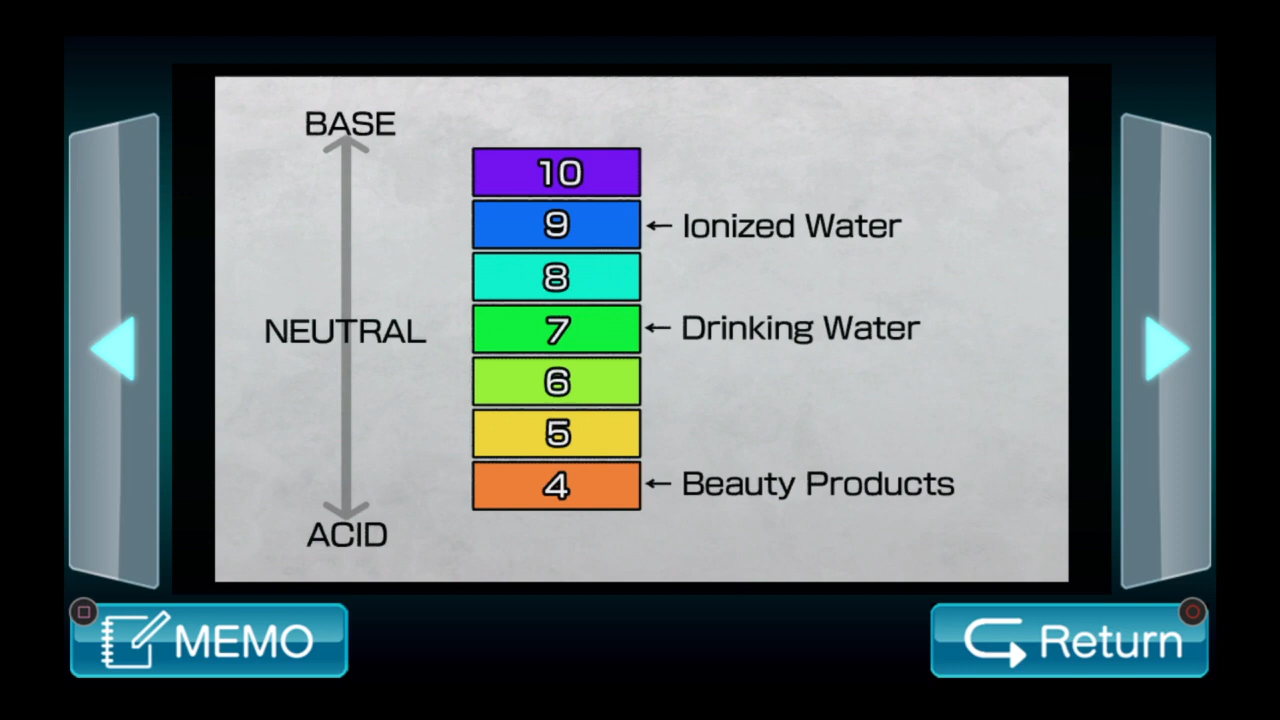 BASE
10
9 ← Ionized Water
8
NEUTRAL
7 ← Drinking Water
6
5
4 ← Beauty Products
ACID
MEMO
Return